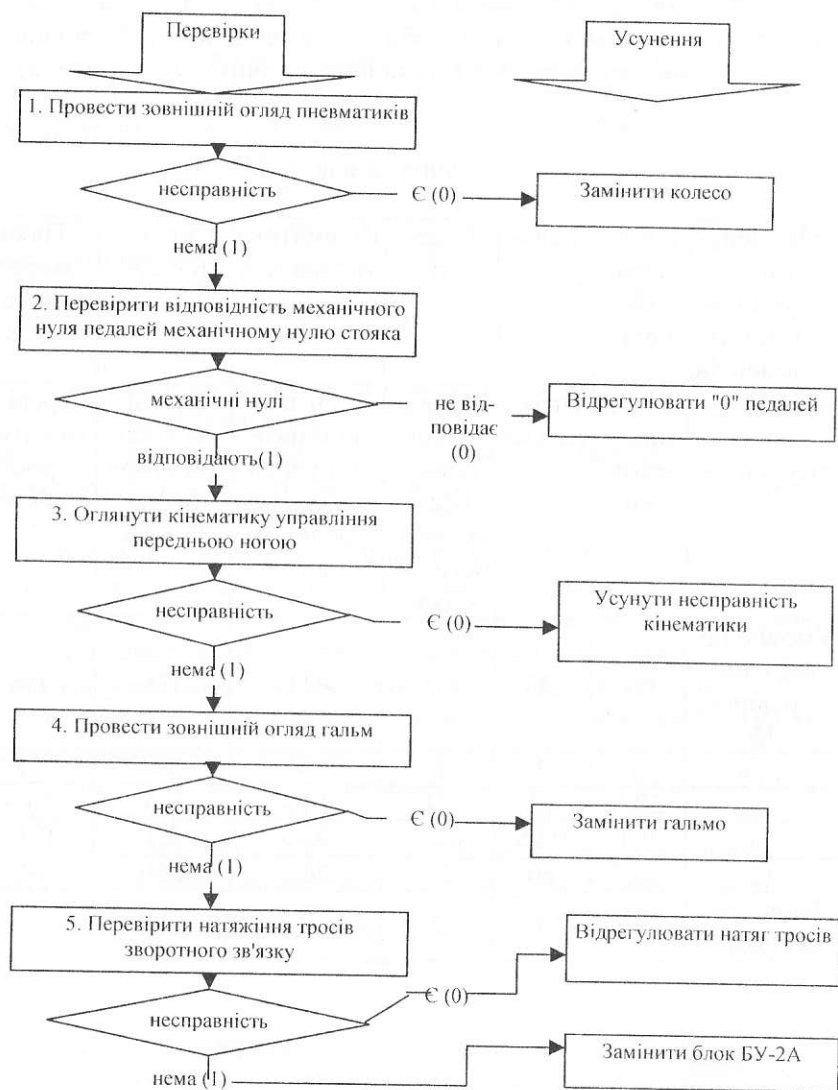 Перевірки
Усунення
1. Провести зовнішній огляд пневматиків
несправність
Є (0)
Замінити колесо
нема (1)
2. Перевірити відповідність механічного
нуля педалей механічному нулю стояка
механічні нулі
не від-
повідає
(0)
Відрегулювати "0" педалей
відповідають(1)
3. Оглянути кінематику управління
передньою ногою
несправність
Є (0)
Усунути несправність
кінематики
нема (1)
4. Провести зовнішній огляд гальм
несправність
Є (0)
Замінити гальмо
нема (1)
5. Перевірити натяжіння тросів
зворотного зв'язку
Відрегулювати натяг тросів
Є (0)
несправність
нема (1)
Замінити блок БУ-2А